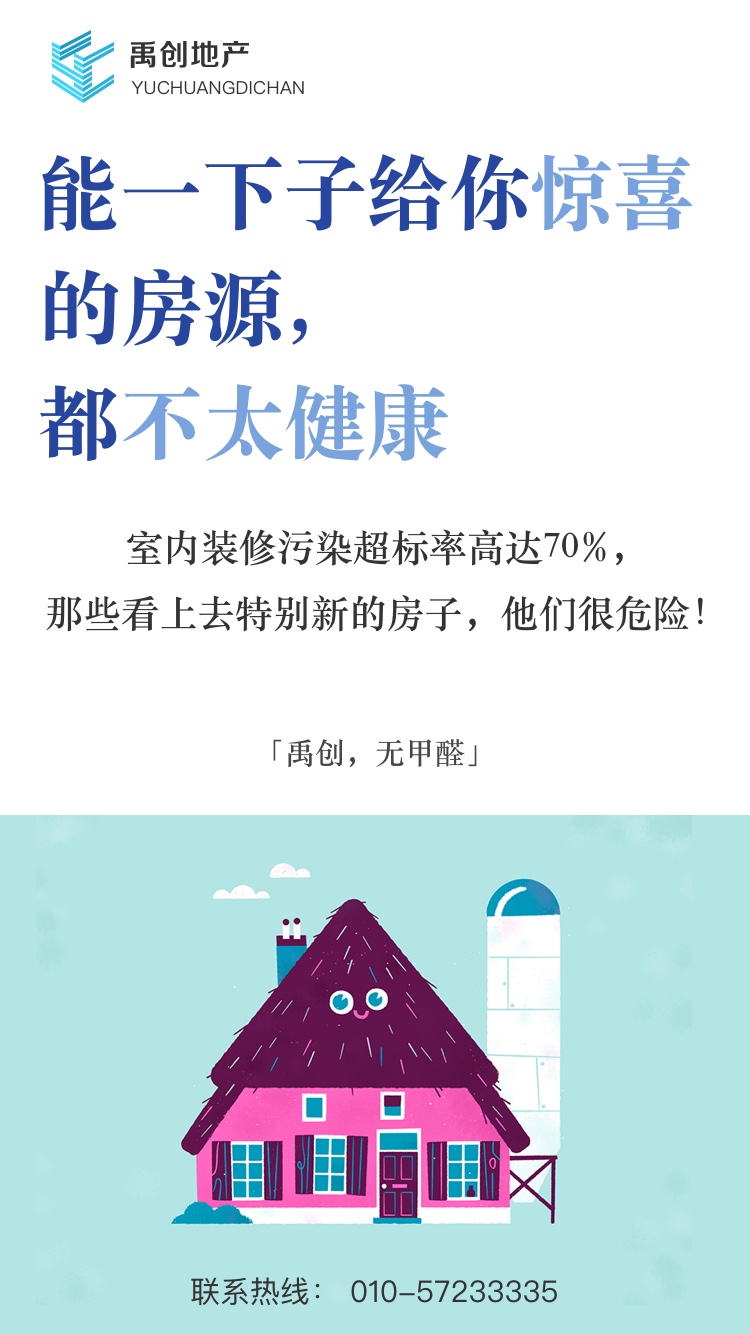 禹创地产
YUCHUANGDICHAN
能一下子给你惊喜
的房源，
都不太健康
室内装修污染超标率高达70%，
那些看上去特别新的房子，他们很危险！
「禹创，无甲醛」
联系热线： 010-57233335